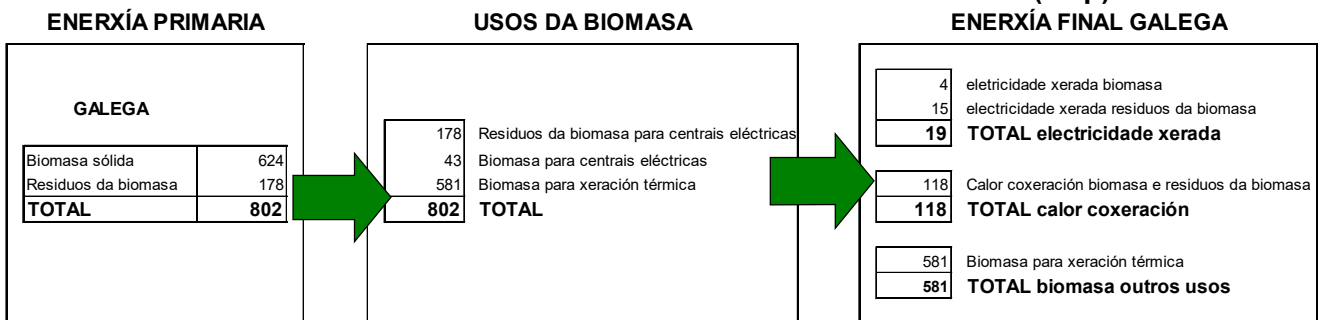 ENERXÍA PRIMARIA
GALEGA
Biomasa sólida 624
Residuos da biomasa 178
TOTAL 802
USOS DA BIOMASA
178 Residuos da biomasa para centrais eléctricas
43 Biomasa para centrais eléctricas
581 Biomasa para xeración térmica
802 TOTAL
ENERXÍA FINAL GALEGA
4 eletricidade xerada biomasa
15 electricidade xerada residuos da biomasa
19 TOTAL electricidade xerada
118 Calor coxeración biomasa e residuos da biomasa
118 TOTAL calor coxeración
581 Biomasa para xeración térmica
581 TOTAL biomasa outros usos